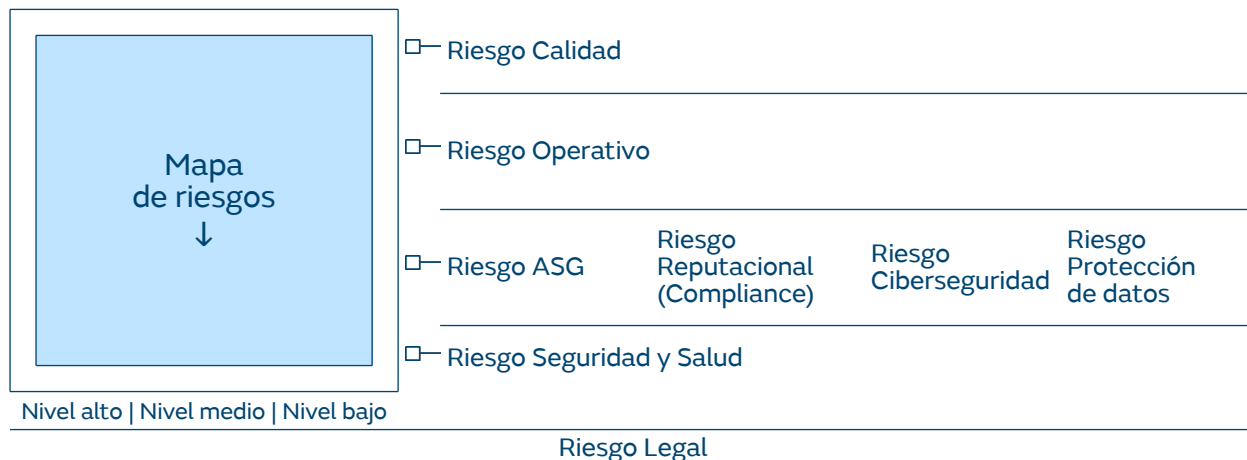 Mapa
de riesgos
↓
Nivel alto | Nivel medio | Nivel bajo
Riesgo Calidad
Riesgo Operativo
Riesgo ASG
Riesgo
Reputacional
(Compliance)
Riesgo
Ciberseguridad
Riesgo
Protección
de datos
Riesgo Seguridad y Salud
Riesgo Legal